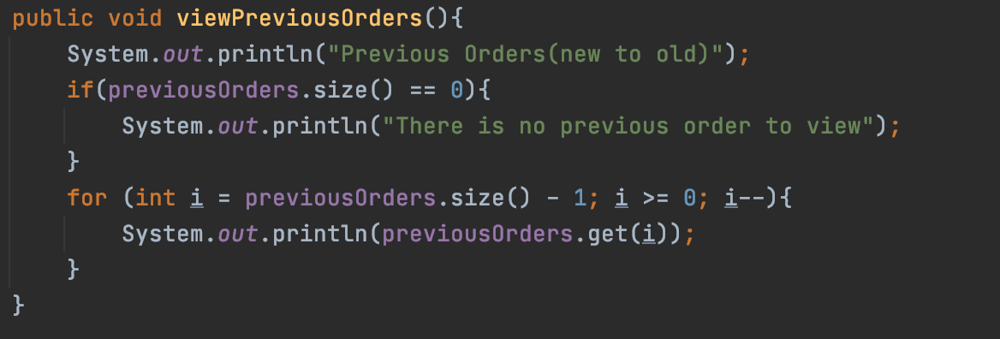 public void viewPreviousOrders(){
    System.out.println("Previous Orders(new to old)");
    if(previousOrders.size() == 0){
        System.out.println("There is no previous order to view");
    }
    for (int i = previousOrders.size() - 1; i >= 0; i--){
        System.out.println(previousOrders.get(i));
    }
}